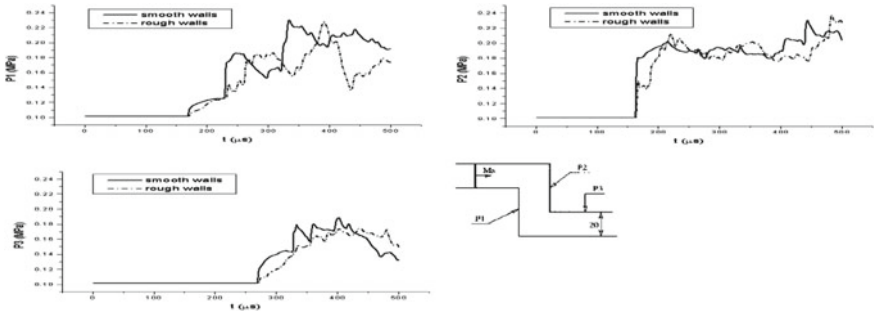 smooth walls
rough walls
P1 (MPa)
0.24
0.22
0.20
0.18
0.16
0.14
0.12
0.10
0
100
200
300
400
500
t (μs)
smooth walls
rough walls
P2 (MPa)
0.24
0.22
0.20
0.18
0.16
0.14
0.12
0.10
0
100
200
300
400
500
t (μs)
smooth walls
rough walls
P3 (MPa)
0.24
0.22
0.20
0.18
0.16
0.14
0.12
0.10
0
100
200
300
400
500
t (μs)
Ms
P2
P3
P1
20